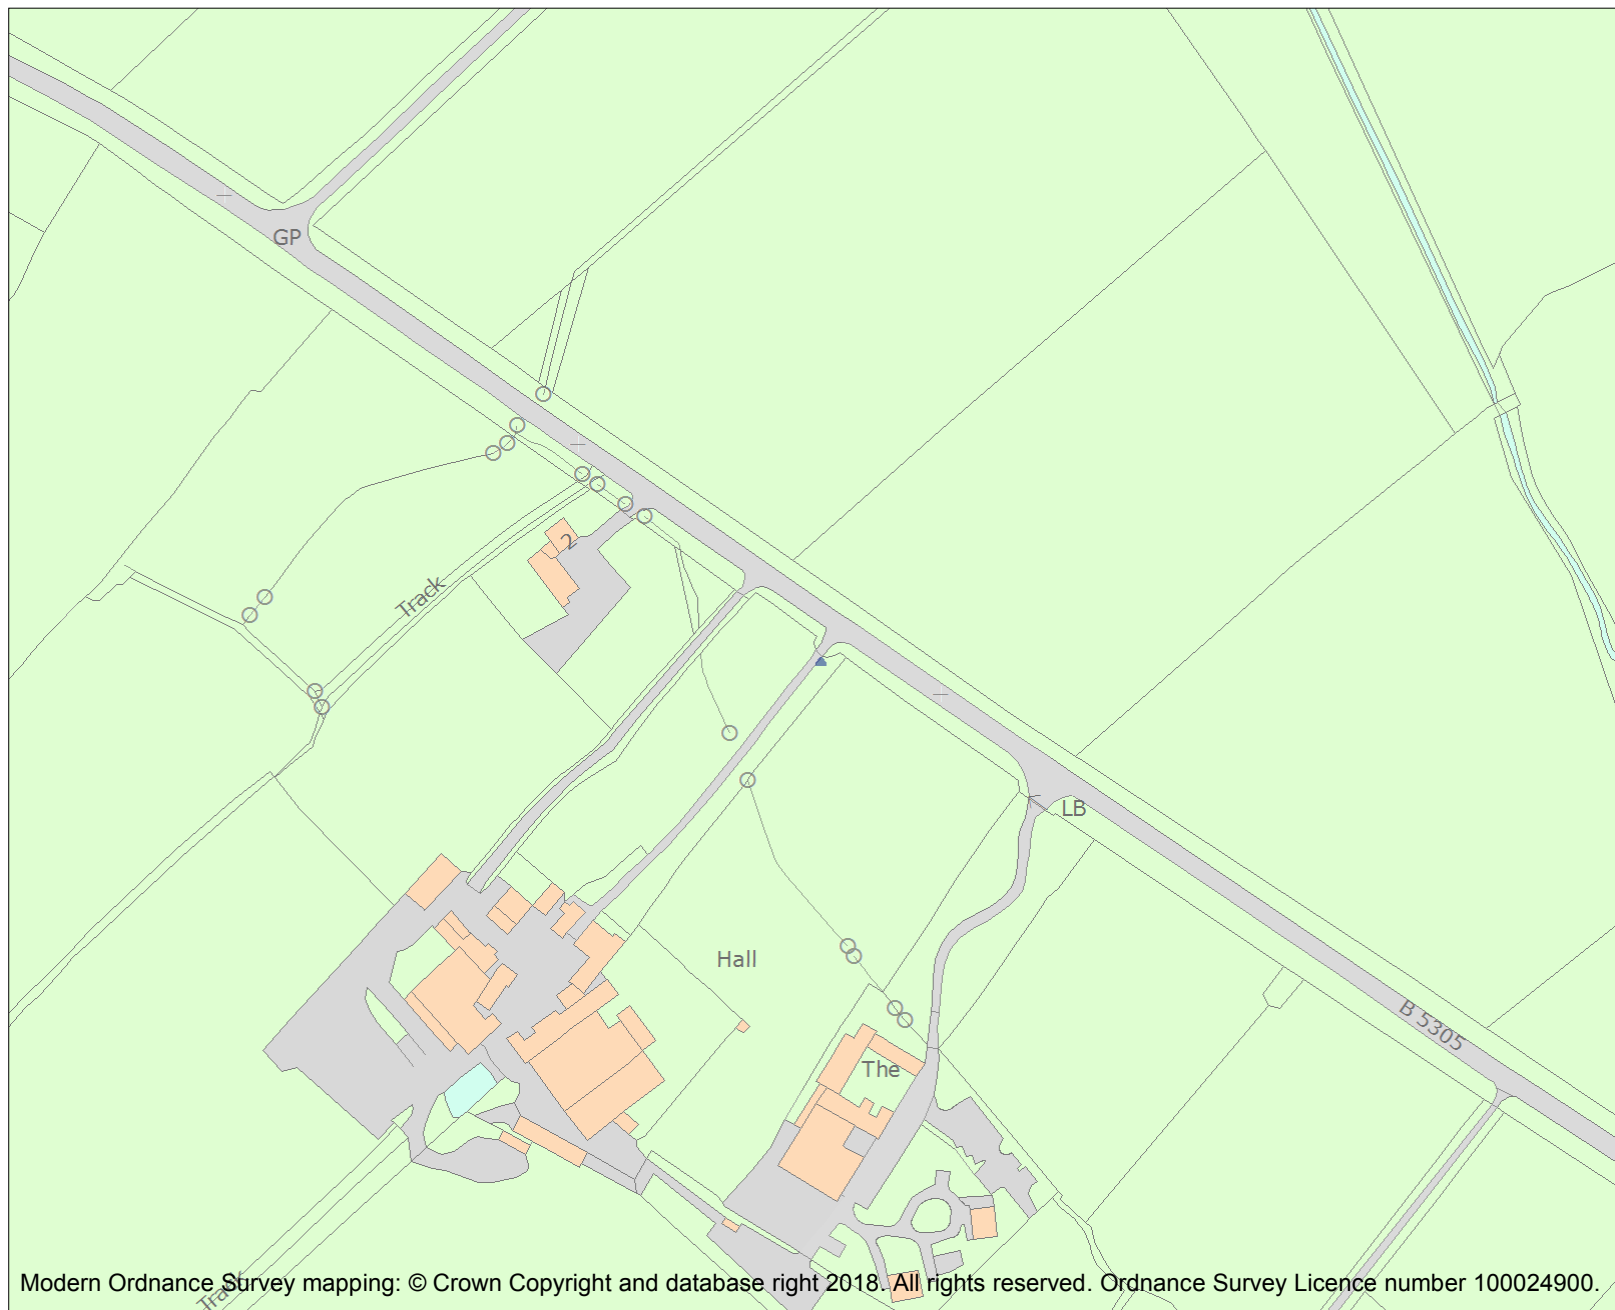 GP
2
Track
LB
Hall
B 5305
The
Track
Modern Ordnance Survey mapping: © Crown Copyright and database right 2018. All rights reserved. Ordnance Survey Licence number 100024900.